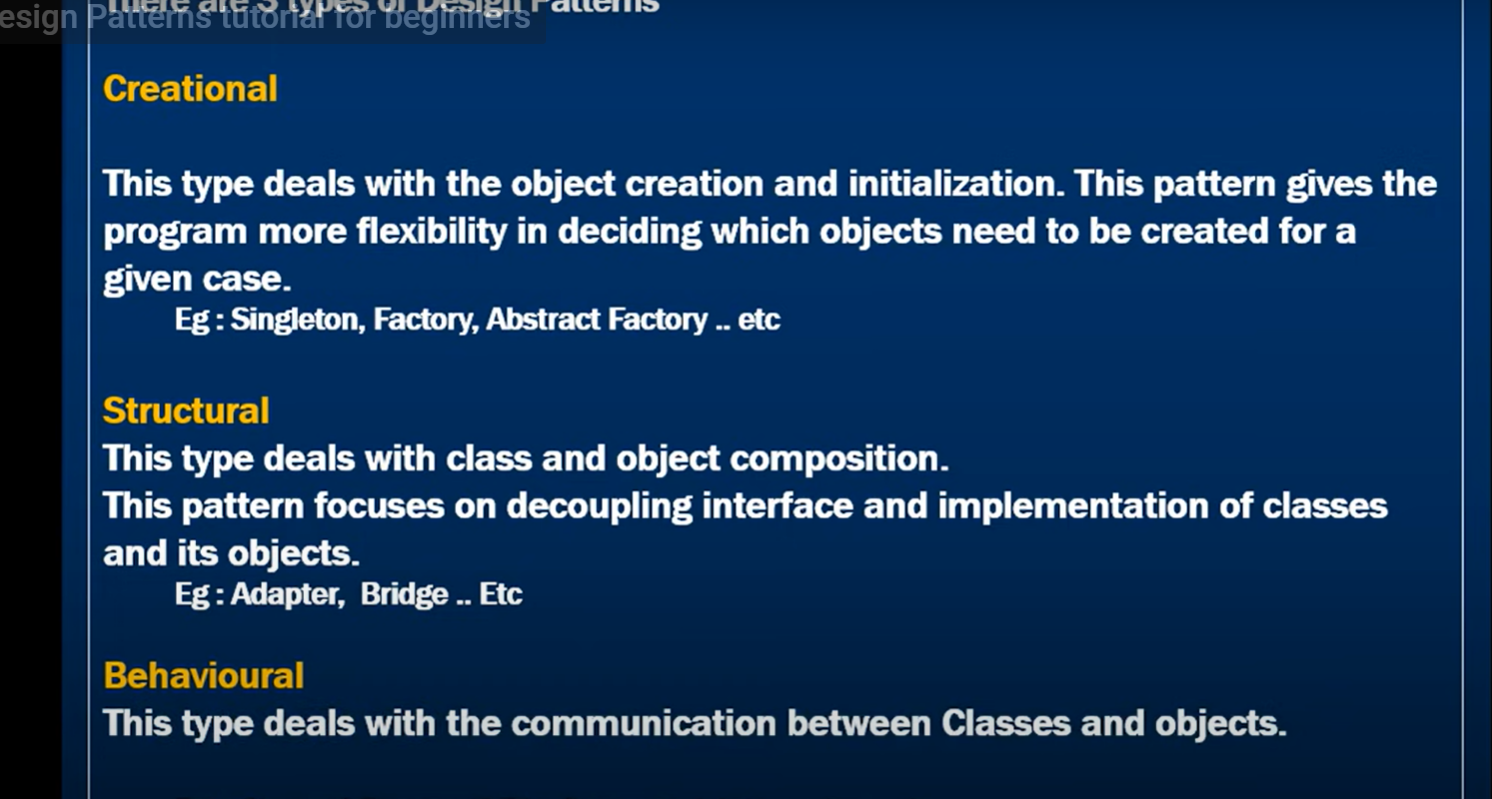 There are 3 types of Design Patterns
esign Patterns tutorial for beginners
Creational
This type deals with the object creation and initialization. This pattern gives the
program more flexibility in deciding which objects need to be created for a
given case.
Eg : Singleton, Factory, Abstract Factory .. etc
Structural
This type deals with class and object composition.
This pattern focuses on decoupling interface and implementation of classes
and its objects.
Eg : Adapter, Bridge .. Etc
Behavioural
This type deals with the communication between Classes and objects.